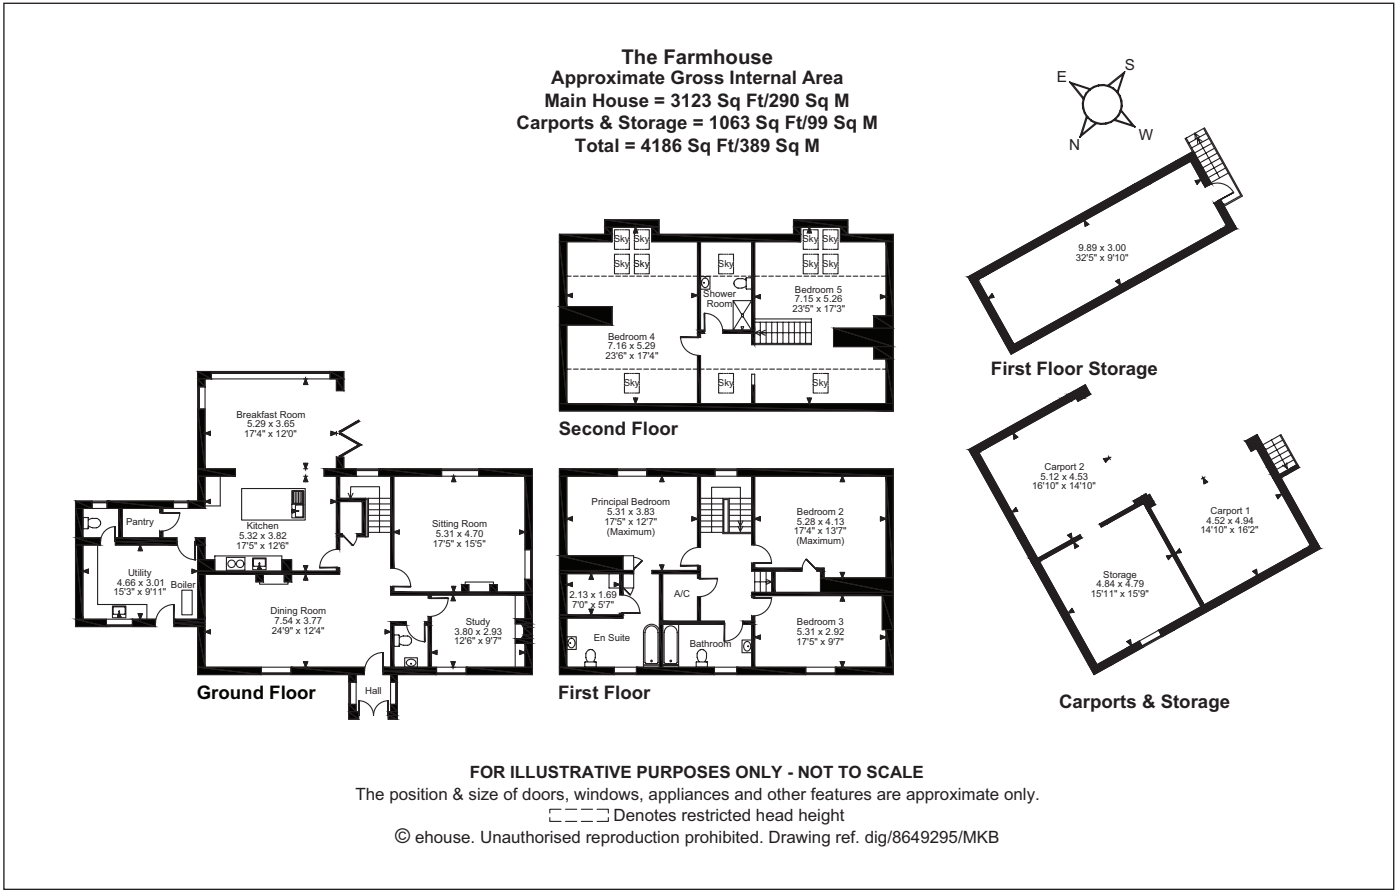 The Farmhouse
Approximate Gross Internal Area
Main House = 3123 Sq Ft/290 Sq M
Carports & Storage = 1063 Sq Ft/99 Sq M
Total = 4186 Sq Ft/389 Sq M
E
S
N
W
9.89 x 3.00
32'5" x 9'10"
First Floor Storage
Sky
Sky
Sky
Sky
Sky
Sky
Sky
Sky
Sky
Shower
Room
Bedroom 5
7.15 x 5.26
23'5" x 17'3"
Bedroom 4
7.16 x 5.29
23'6" x 17'4"
Sky
Sky
Sky
Second Floor
Breakfast Room
5.29 x 3.65
17'4" x 12'0"
Pantry
Kitchen
5.32 x 3.82
17'5" x 12'6"
Sitting Room
5.31 x 4.70
17'5" x 15'5"
Utility
4.66 x 3.01
15'3" x 9'11"
Boiler
Dining Room
7.54 x 3.77
24'9" x 12'4"
Study
3.80 x 2.93
12'6" x 9'7"
Hall
Ground Floor
Principal Bedroom
5.31 x 3.83
17'5" x 12'7"
(Maximum)
Bedroom 2
5.28 x 4.13
17'4" x 13'7"
(Maximum)
2.13 x 1.69
7'0" x 5'7"
A/C
En Suite
Bathroom
Bedroom 3
5.31 x 2.92
17'5" x 9'7"
First Floor
Carport 2
5.12 x 4.53
16'10" x 14'10"
Carport 1
4.52 x 4.94
14'10" x 16'2"
Storage
4.84 x 4.79
15'11" x 15'9"
Carports & Storage
FOR ILLUSTRATIVE PURPOSES ONLY - NOT TO SCALE
The position & size of doors, windows, appliances and other features are approximate only.
Denotes restricted head height
© ehouse. Unauthorised reproduction prohibited. Drawing ref. dig/8649295/MKB